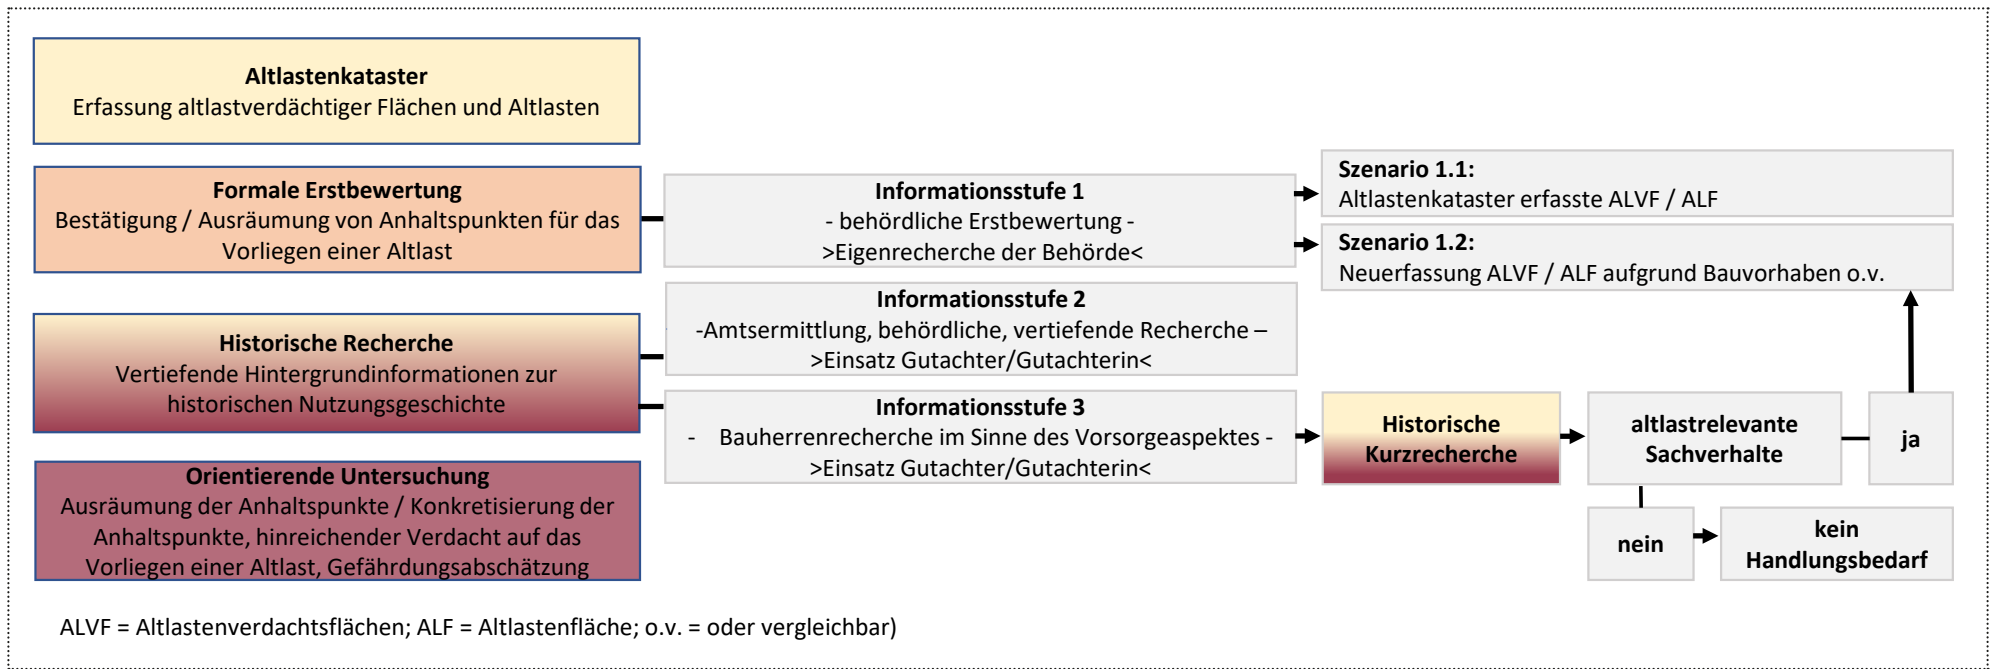 Altlastenkataster
Erfassung altlastverdächtiger Flächen und Altlasten
Formale Erstbewertung
Bestätigung / Ausräumung von Anhaltspunkten für das
Vorliegen einer Altlast
Informationsstufe 1
- behördliche Erstbewertung -
>Eigenrecherche der Behörde<
Szenario 1.1:
Altlastenkataster erfasste ALVF / ALF
Szenario 1.2:
Neuerfassung ALVF / ALF aufgrund Bauvorhaben o.v.
Historische Recherche
Vertiefende Hintergrundinformationen zur
historischen Nutzungsgeschichte
Informationsstufe 2
-Amtsermittlung, behördliche, vertiefende Recherche –
>Einsatz Gutachter/Gutachterin<
Informationsstufe 3
- Bauherrenrecherche im Sinne des Vorsorgeaspektes -
>Einsatz Gutachter/Gutachterin<
Historische
Kurzrecherche
altlastrelevante
Sachverhalte
ja
nein
kein
Handlungsbedarf
Orientierende Untersuchung
Ausräumung der Anhaltspunkte / Konkretisierung der
Anhaltspunkte, hinreichender Verdacht auf das
Vorliegen einer Altlast, Gefährdungsabschätzung
ALVF = Altlastenverdachtsflächen; ALF = Altlastenfläche; o.v. = oder vergleichbar)